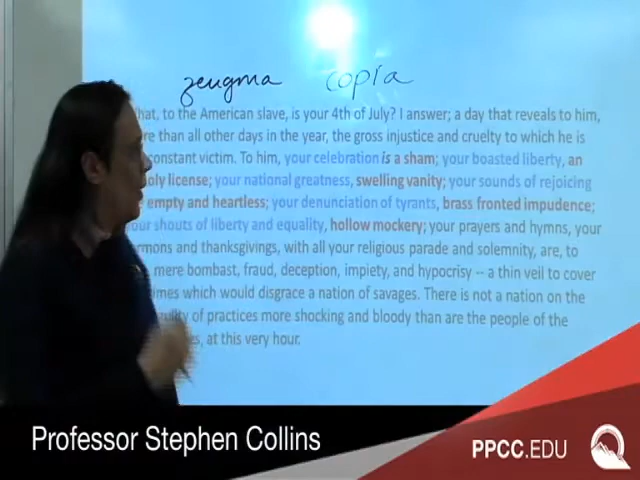 zeugma copia
hat, to the American slave, is your 4th of July? I answer; a day that reveals to him,
re than all other days in the year, the gross injustice and cruelty to which he is
constant victim. To him, your celebration is a sham; your boasted liberty, an
oly license; your national greatness, swelling vanity; your sounds of rejoicing
empty and heartless; your denunciation of tyrants, brass fronted impudence;
our shouts of liberty and equality, hollow mockery; your prayers and hymns, your
rmons and thanksgivings, with all your religious parade and solemnity, are, to
mere bombast, fraud, deception, impiety, and hypocrisy -- a thin veil to cover
imes which would disgrace a nation of savages. There is not a nation on the
guilty of practices more shocking and bloody than are the people of the
es, at this very hour.
Professor Stephen Collins
PPCC.EDU